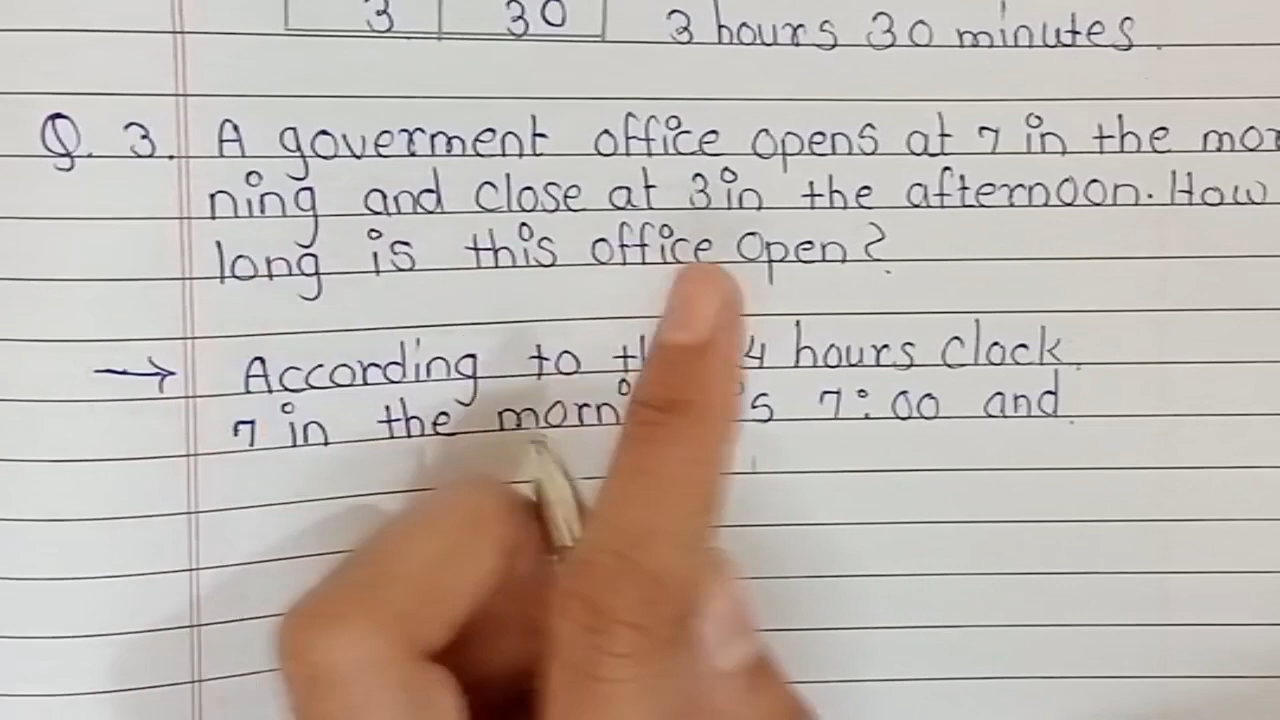 3 30 3 hours 30 minutes.
Q. 3. A goverment office opens at 7 in the mor
ning and close at 3 in the afternoon. How
long is this office open?
→ According to 4 hours clock.
7 in the 7:00 and